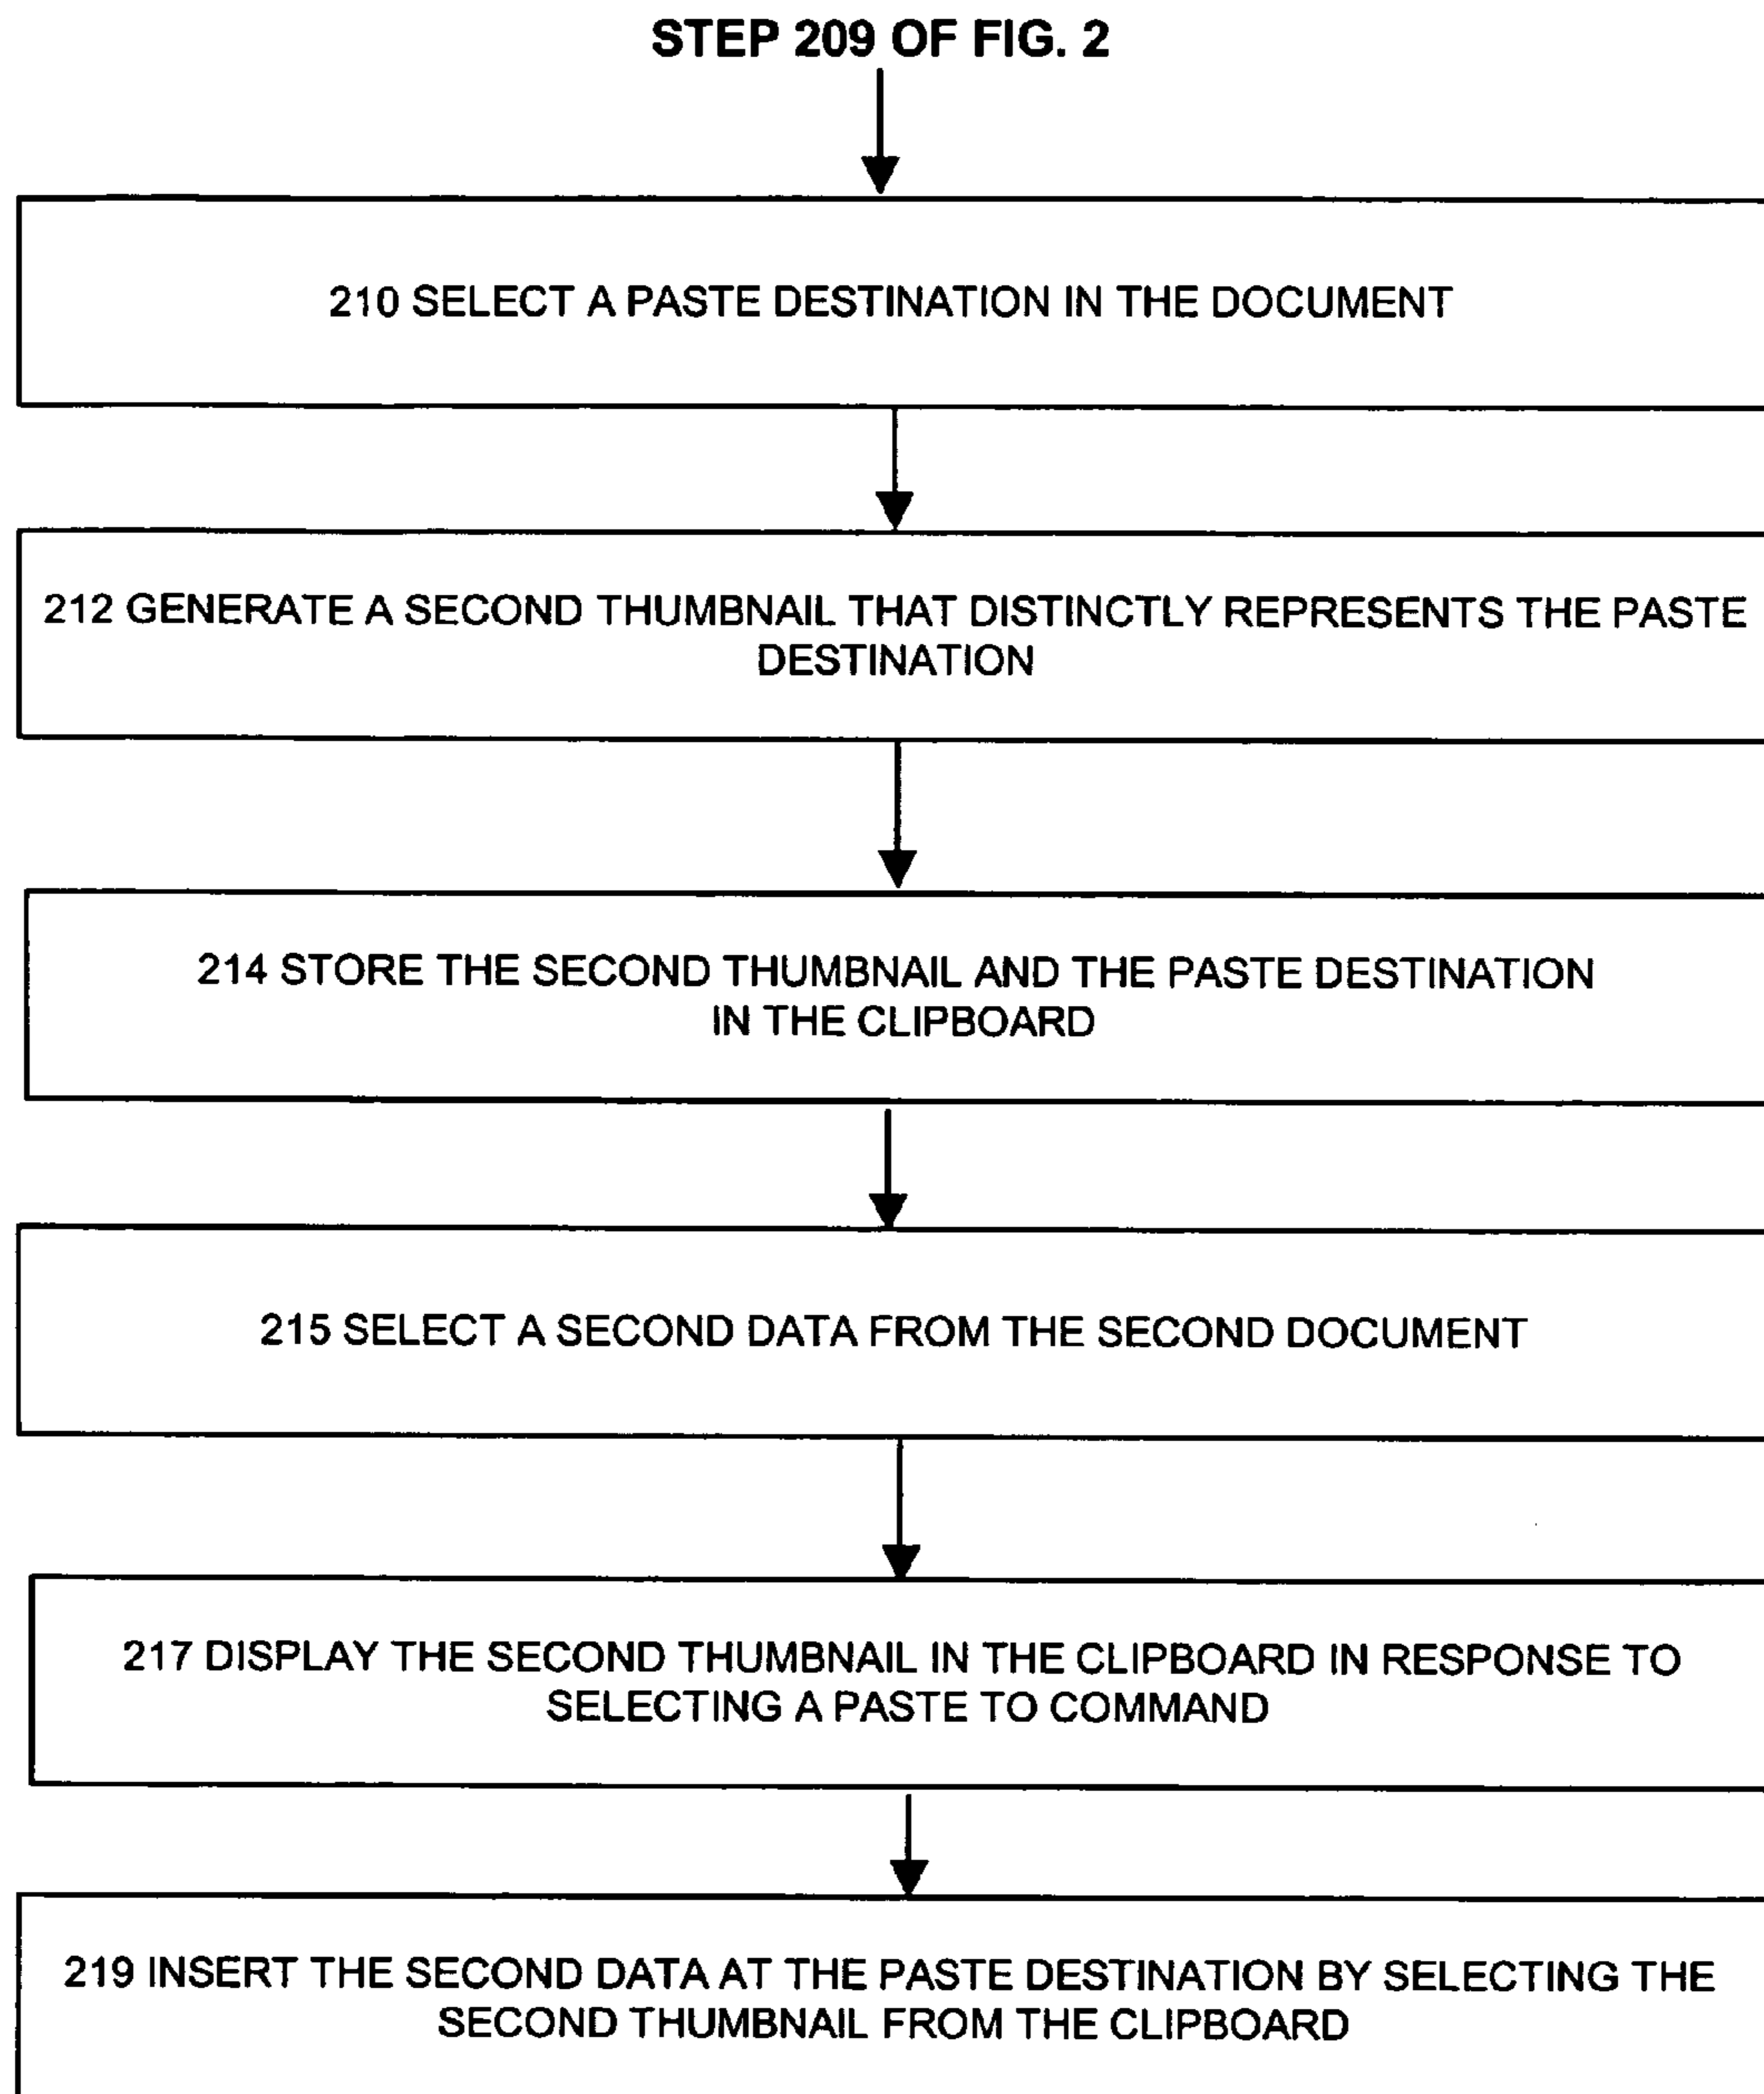 STEP 209 OF FIG. 2
210 SELECT A PASTE DESTINATION IN THE DOCUMENT
212 GENERATE A SECOND THUMBNAIL THAT DISTINCTLY REPRESENTS THE PASTE
DESTINATION
214 STORE THE SECOND THUMBNAIL AND THE PASTE DESTINATION
IN THE CLIPBOARD
215 SELECT A SECOND DATA FROM THE SECOND DOCUMENT
217 DISPLAY THE SECOND THUMBNAIL IN THE CLIPBOARD IN RESPONSE TO
SELECTING A PASTE TO COMMAND
219 INSERT THE SECOND DATA AT THE PASTE DESTINATION BY SELECTING THE
SECOND THUMBNAIL FROM THE CLIPBOARD